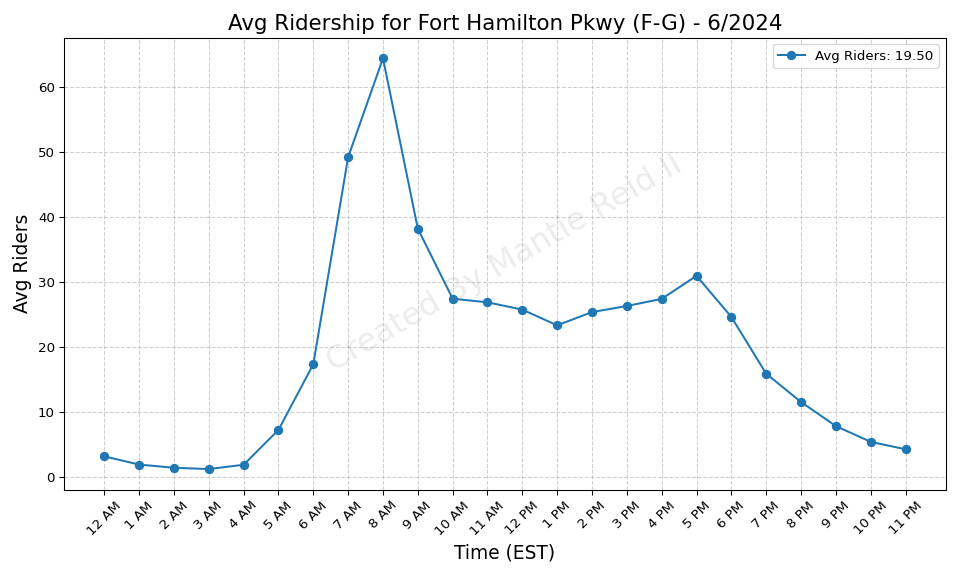 Avg Ridership for Fort Hamilton Pkwy (F-G) - 6/2024
Avg Riders: 19.50
Avg Riders
60
50
40
30
20
10
0
Created By Mantie Reid II
12 AM
1 AM
2 AM
3 AM
4 AM
5 AM
6 AM
7 AM
8 AM
9 AM
10 AM
11 AM
12 PM
1 PM
2 PM
3 PM
4 PM
5 PM
6 PM
7 PM
8 PM
9 PM
10 PM
11 PM
Time (EST)